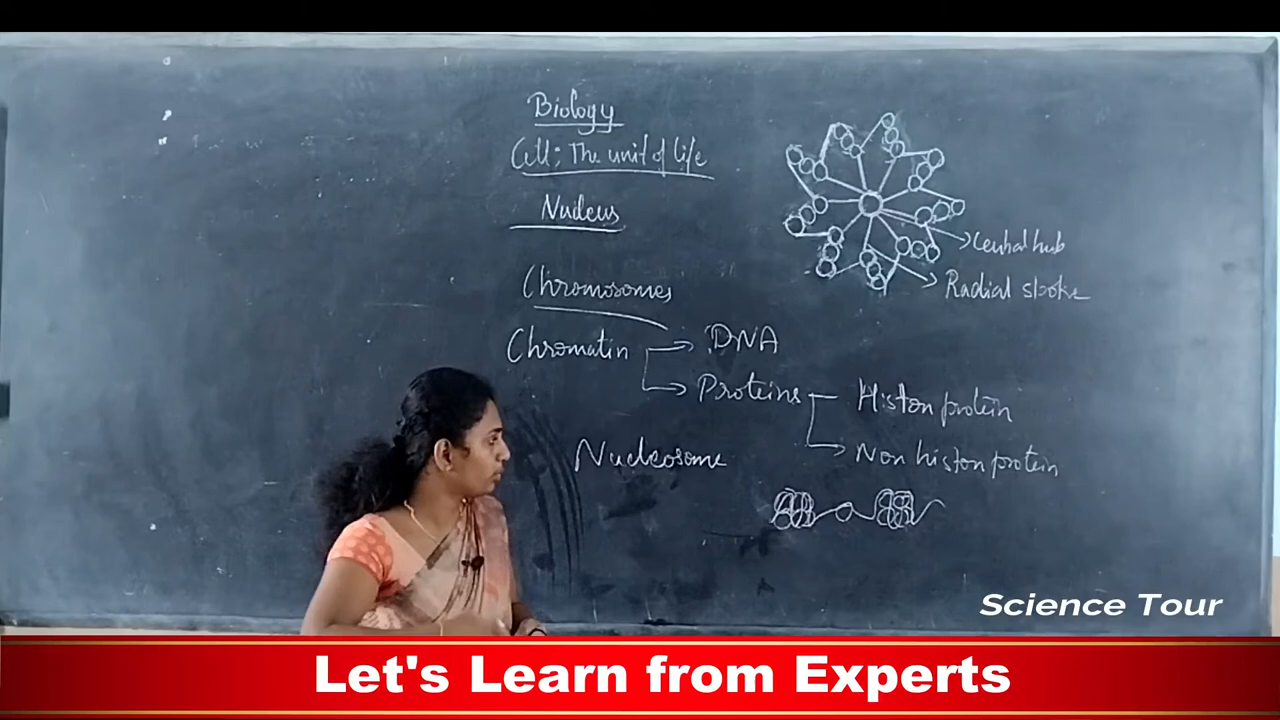 Biology
Cell: The unit of life
Nucleus
Central hub
Radial spoke
Chromosomes
Chromatin
DNA
Proteins
Histon protein
Non histon protein
Nucleosome
Science Tour
Let's Learn from Experts